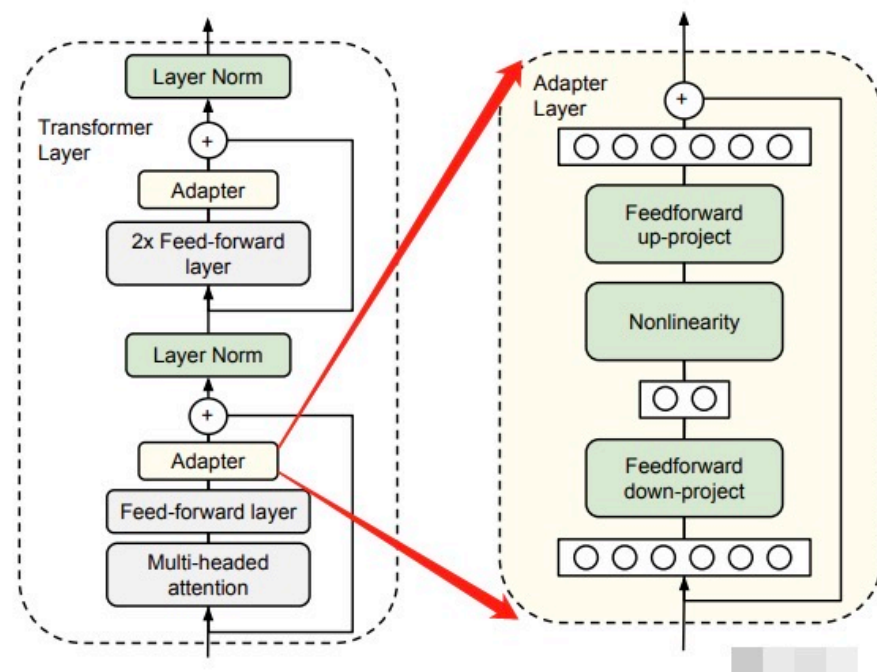 Layer Norm
Transformer
Layer
+
Adapter
2x Feed-forward
layer
Layer Norm
+
Adapter
Feed-forward layer
Multi-headed
attention
Adapter
Layer
+
Feedforward
up-project
Nonlinearity
Feedforward
down-project